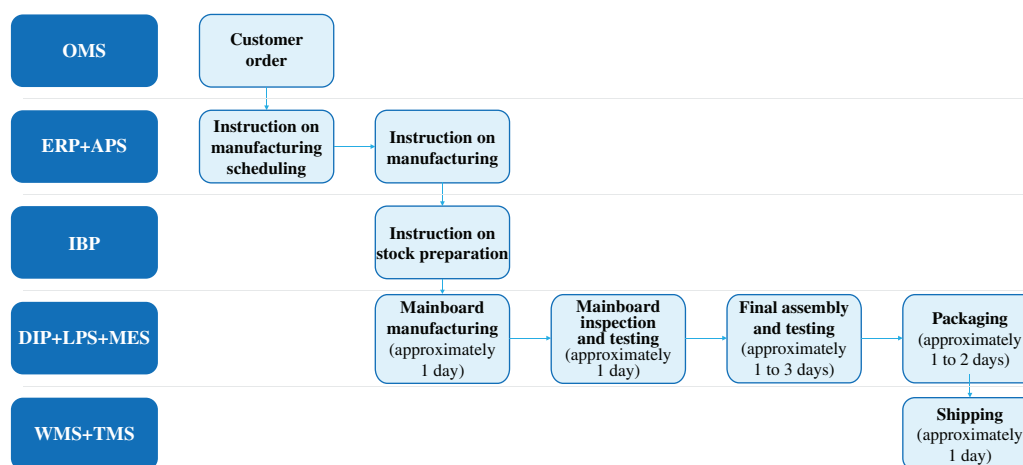 OMS
Customer
order
ERP+APS
Instruction on
manufacturing
scheduling
Instruction on
manufacturing
IBP
Instruction on
stock preparation
DIP+LPS+MES
Mainboard
manufacturing
(approximately
1 day)
Mainboard
inspection
and testing
(approximately
1 day)
Final assembly
and testing
(approximately
1 to 3 days)
Packaging
(approximately
1 to 2 days)
WMS+TMS
Shipping
(approximately
1 day)